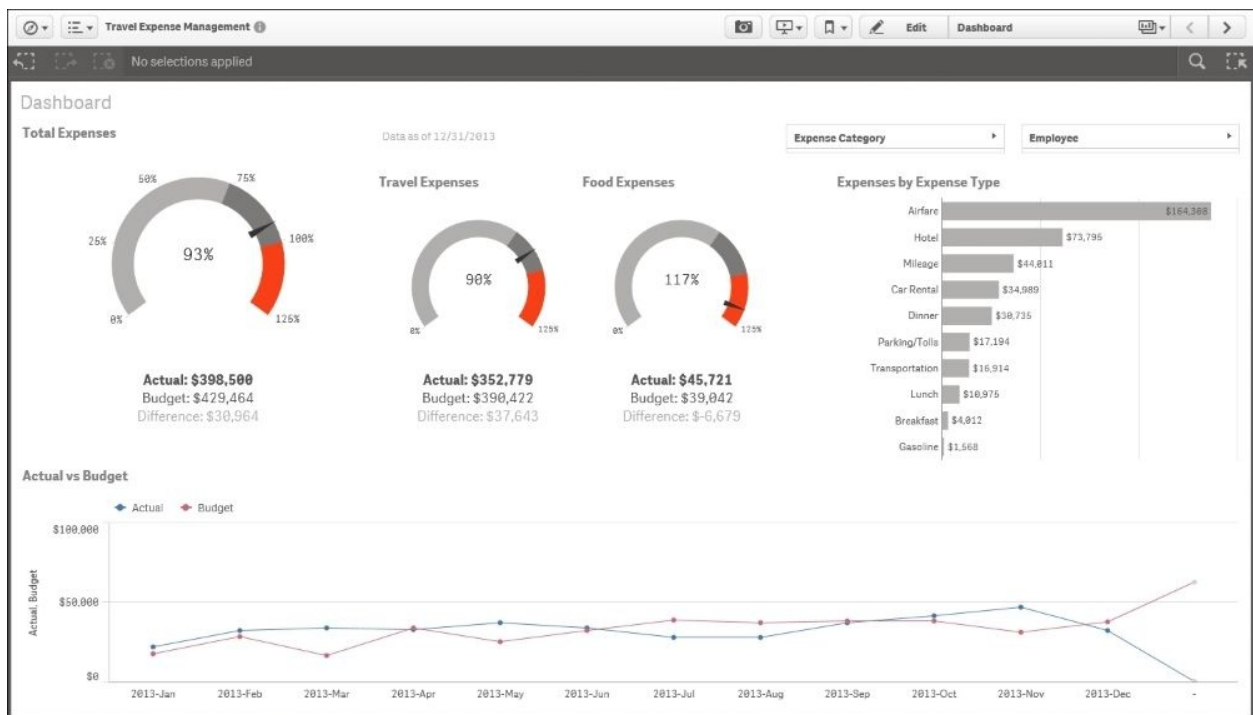 Travel Expense Management
Edit
Dashboard
No selections applied
Dashboard
Total Expenses
Data as of 12/31/2013
Expense Category
Employee
0%
25%
50%
75%
100%
125%
93%
Actual: $398,500
Budget: $429,464
Difference: $30,964
Travel Expenses
90%
0%
125%
Actual: $352,779
Budget: $390,422
Difference: $37,643
Food Expenses
117%
0%
125%
Actual: $45,721
Budget: $39,042
Difference: $-6,679
Expenses by Expense Type
Airfare $164,308
Hotel $73,795
Mileage $44,011
Car Rental $34,989
Dinner $30,735
Parking/Tolls $17,194
Transportation $16,914
Lunch $10,975
Breakfast $4,012
Gasoline $1,568
Actual vs Budget
Actual Budget
Actual, Budget
$100,000
$50,000
$0
2013-Jan 2013-Feb 2013-Mar 2013-Apr 2013-May 2013-Jun 2013-Jul 2013-Aug 2013-Sep 2013-Oct 2013-Nov 2013-Dec -